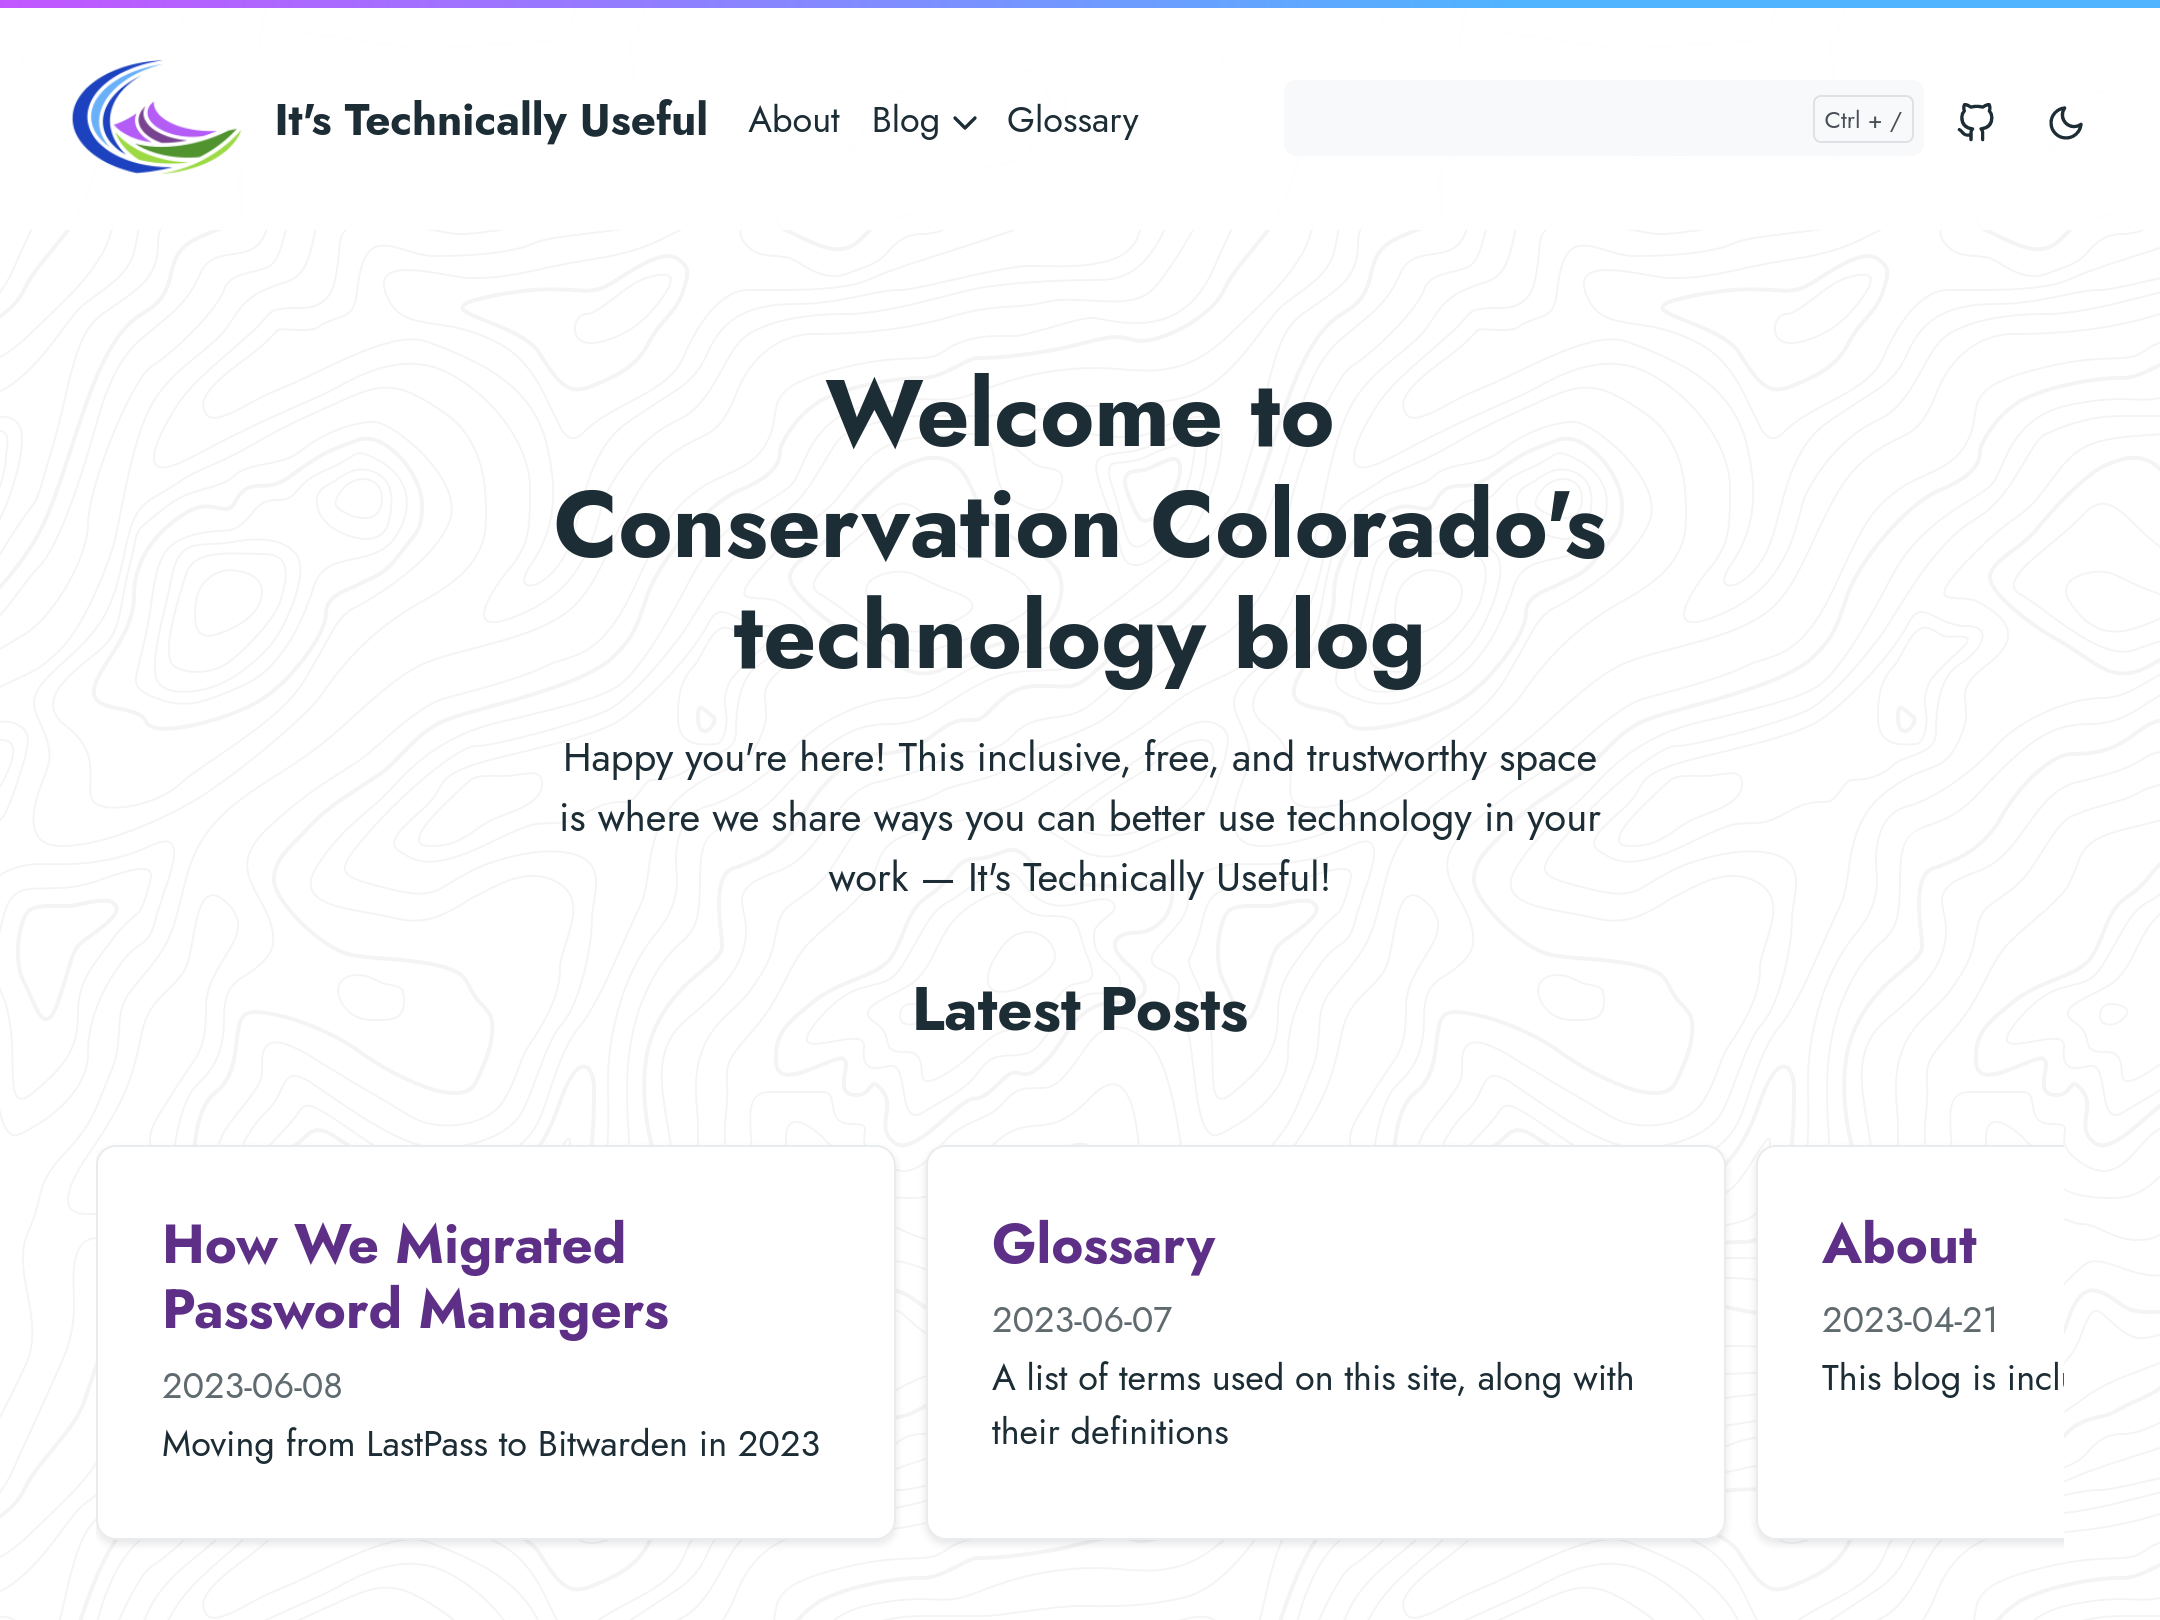 It's Technically Useful
About
Blog
Glossary
Ctrl + /
Welcome to
Conservation Colorado's
technology blog
Happy you're here! This inclusive, free, and trustworthy space
is where we share ways you can better use technology in your
work — It's Technically Useful!
Latest Posts
How We Migrated
Password Managers
2023-06-08
Moving from LastPass to Bitwarden in 2023
Glossary
2023-06-07
A list of terms used on this site, along with
their definitions
About
2023-04-21
This blog is